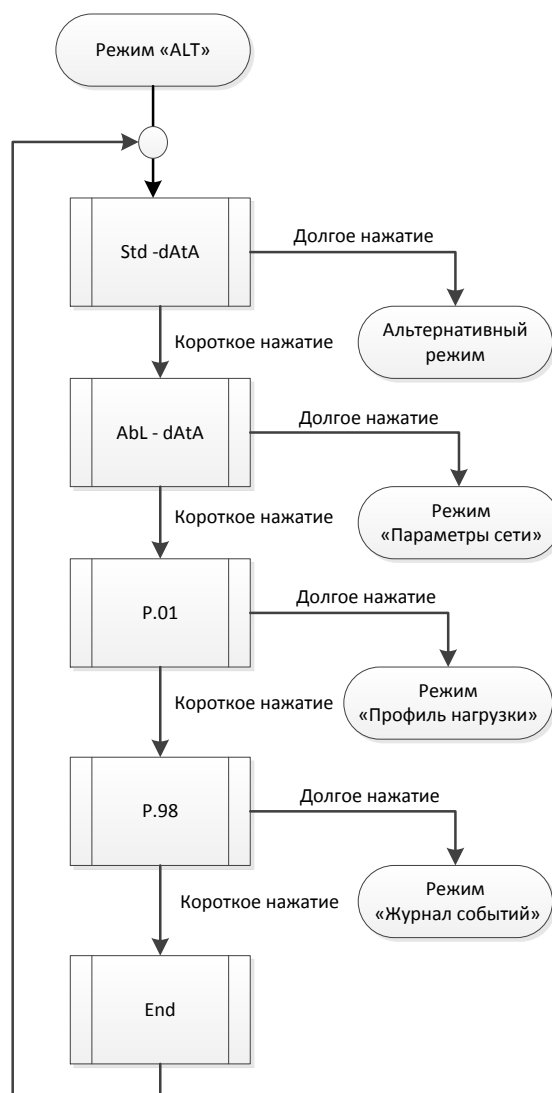 Режим «ALT»
Std -dAtA
Долгое нажатие
Альтернативный
режим
Короткое нажатие
AbL - dAtA
Долгое нажатие
Режим
«Параметры сети»
Короткое нажатие
P.01
Долгое нажатие
Режим
«Профиль нагрузки»
Короткое нажатие
P.98
Долгое нажатие
Режим
«Журнал событий»
Короткое нажатие
End